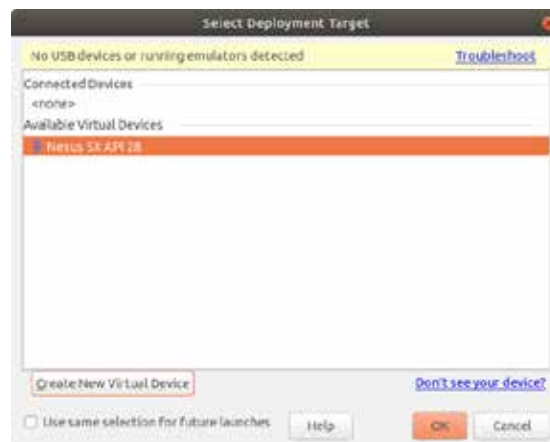 Select Deployment Target
No USB devices or running emulators detected Troubleshoot
Connected Devices
<none>
Available Virtual Devices
Nexus 5X API 28
Create New Virtual Device Don't see your device?
Use same selection for future launches Help OK Cancel